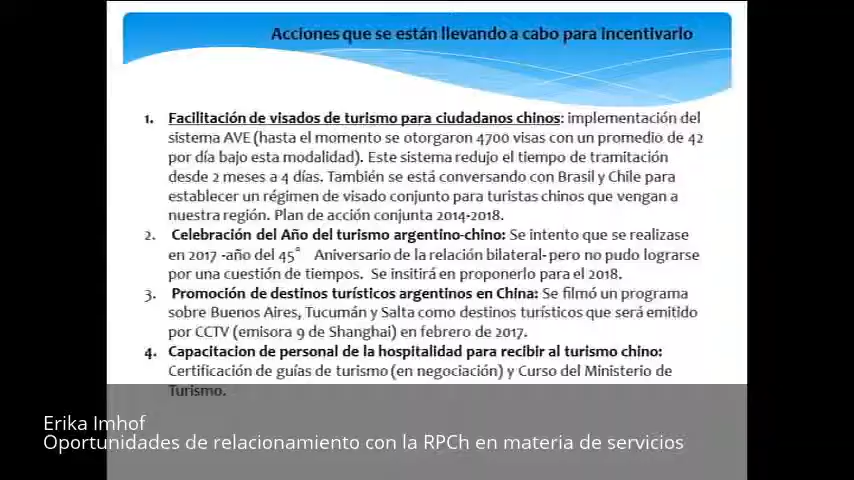 Acciones que se están llevando a cabo para incentivarlo
1. Facilitación de visados de turismo para ciudadanos chinos: implementación del
sistema AVE (hasta el momento se otorgaron 4700 visas con un promedio de 42
por día bajo esta modalidad). Este sistema redujo el tiempo de tramitación
desde 2 meses a 4 días. También se está conversando con Brasil y Chile para
establecer un régimen de visado conjunto para turistas chinos que vengan a
nuestra región. Plan de acción conjunta 2014-2018.
2. Celebración del Año del turismo argentino-chino: Se intento que se realizase
en 2017 -año del 45° Aniversario de la relación bilateral- pero no pudo lograrse
por una cuestión de tiempos. Se insitirá en proponerlo para el 2018.
3. Promoción de destinos turísticos argentinos en China: Se filmó un programa
sobre Buenos Aires, Tucumán y Salta como destinos turísticos que será emitido
por CCTV (emisora 9 de Shanghai) en febrero de 2017.
4. Capacitacion de personal de la hospitalidad para recibir al turismo chino:
Certificación de guías de turismo (en negociación) y Curso del Ministerio de
Turismo.
Erika Imhof
Oportunidades de relacionamiento con la RPCh en materia de servicios